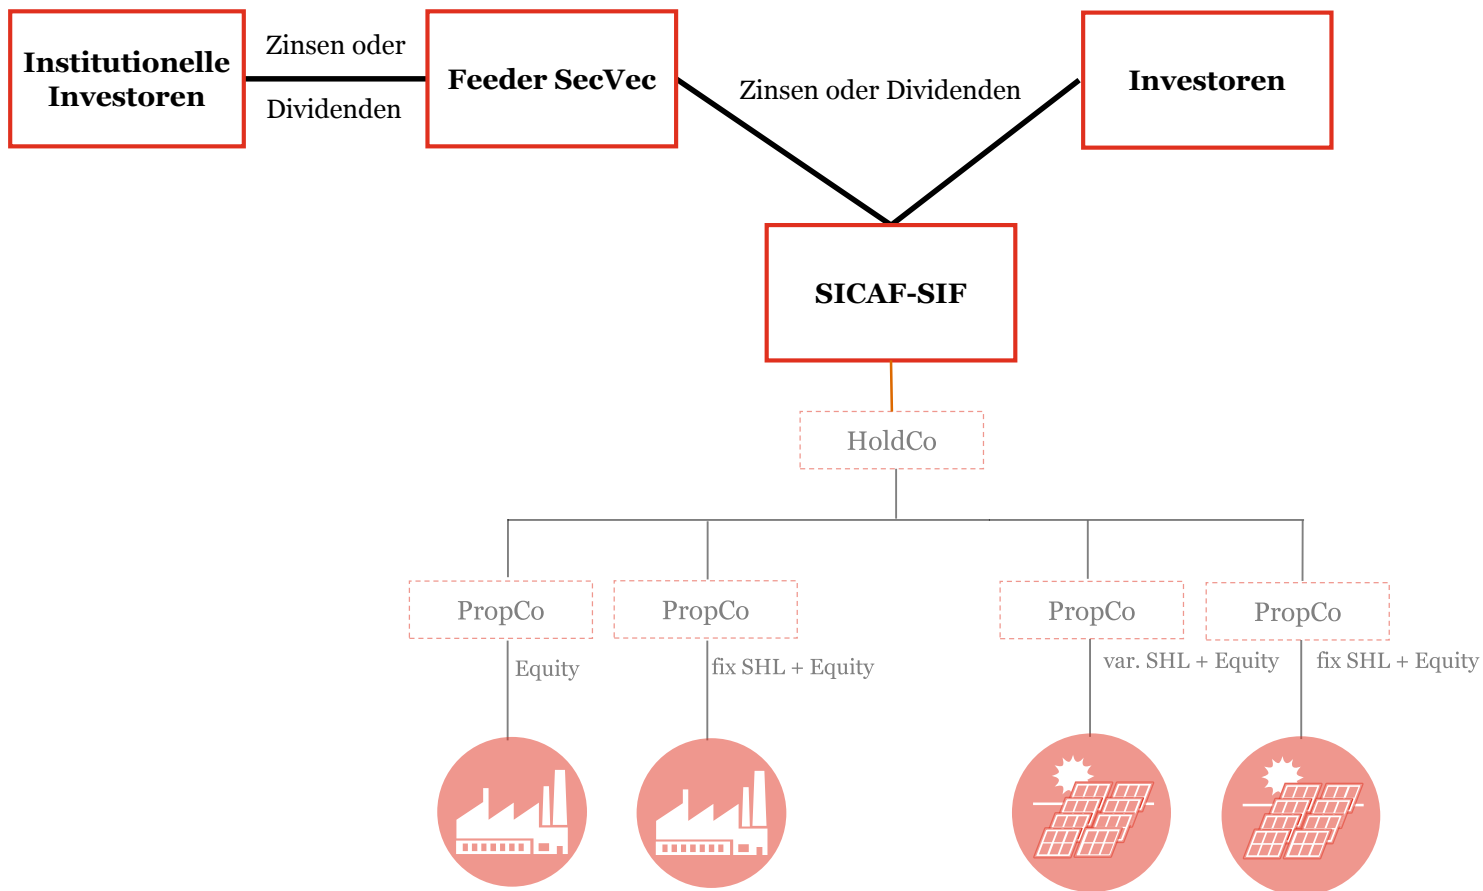 Institutionelle
Investoren
Zinsen oder
Dividenden
Feeder SecVec
Zinsen oder Dividenden
Investoren
SICAF-SIF
HoldCo
PropCo
PropCo
PropCo
PropCo
Equity
fix SHL + Equity
var. SHL + Equity
fix SHL + Equity